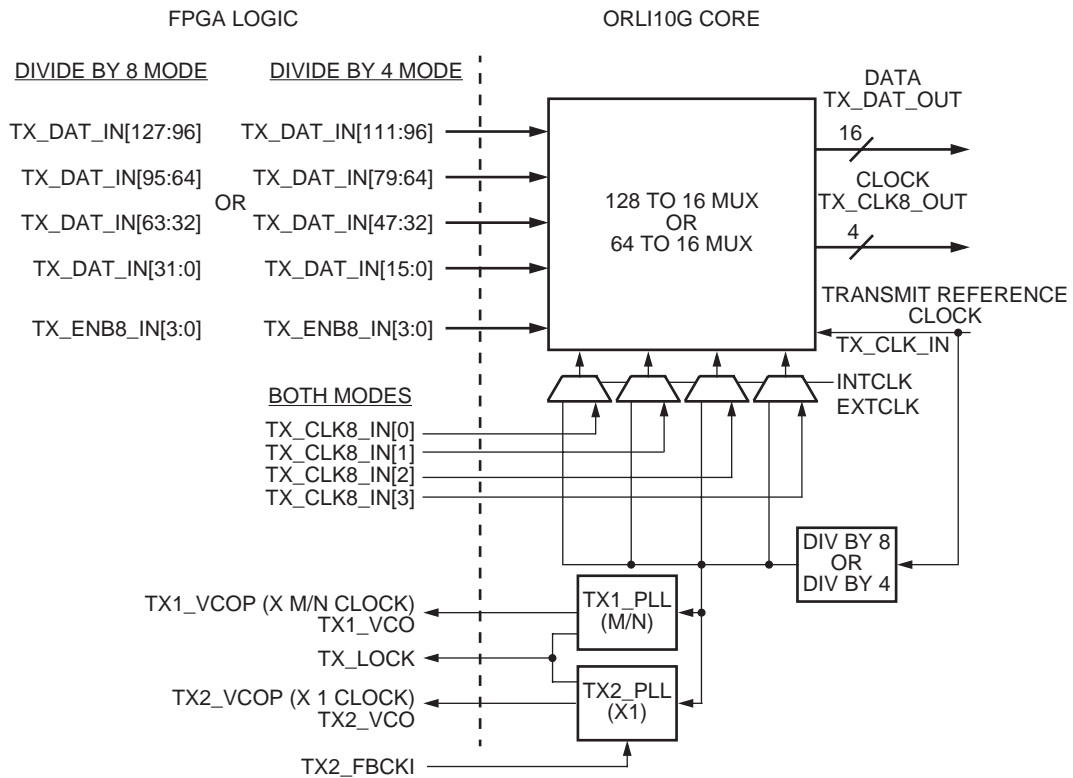 FPGA LOGIC
ORLI10G CORE
DIVIDE BY 8 MODE
DIVIDE BY 4 MODE
TX_DAT_IN[127:96]
TX_DAT_IN[111:96]
TX_DAT_IN[95:64]
TX_DAT_IN[79:64]
OR
TX_DAT_IN[63:32]
TX_DAT_IN[47:32]
TX_DAT_IN[31:0]
TX_DAT_IN[15:0]
TX_ENB8_IN[3:0]
TX_ENB8_IN[3:0]
128 TO 16 MUX
OR
64 TO 16 MUX
DATA
TX_DAT_OUT
16
CLOCK
TX_CLK8_OUT
4
TRANSMIT REFERENCE
CLOCK
TX_CLK_IN
INTCLK
EXTCLK
BOTH MODES
TX_CLK8_IN[0]
TX_CLK8_IN[1]
TX_CLK8_IN[2]
TX_CLK8_IN[3]
DIV BY 8
OR
DIV BY 4
TX1_VCOP (X M/N CLOCK)
TX1_VCO
TX1_PLL
(M/N)
TX_LOCK
TX2_VCOP (X 1 CLOCK)
TX2_VCO
TX2_PLL
(X1)
TX2_FBCKI